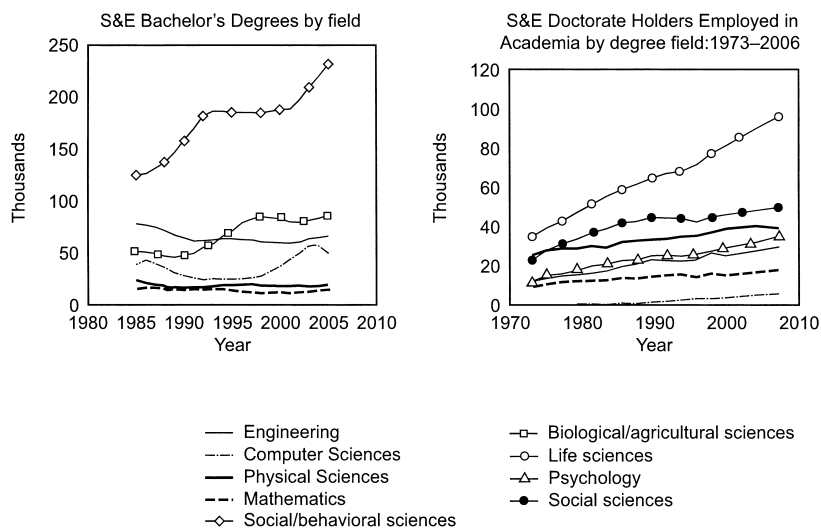 S&E Bachelor's Degrees by field
250
200
150
100
50
0
Thousands
1980 1985 1990 1995 2000 2005 2010
Year
S&E Doctorate Holders Employed in
Academia by degree field:1973–2006
120
100
80
60
40
20
0
Thousands
1970 1980 1990 2000 2010
Year
Engineering
Computer Sciences
Physical Sciences
Mathematics
Social/behavioral sciences
Biological/agricultural sciences
Life sciences
Psychology
Social sciences